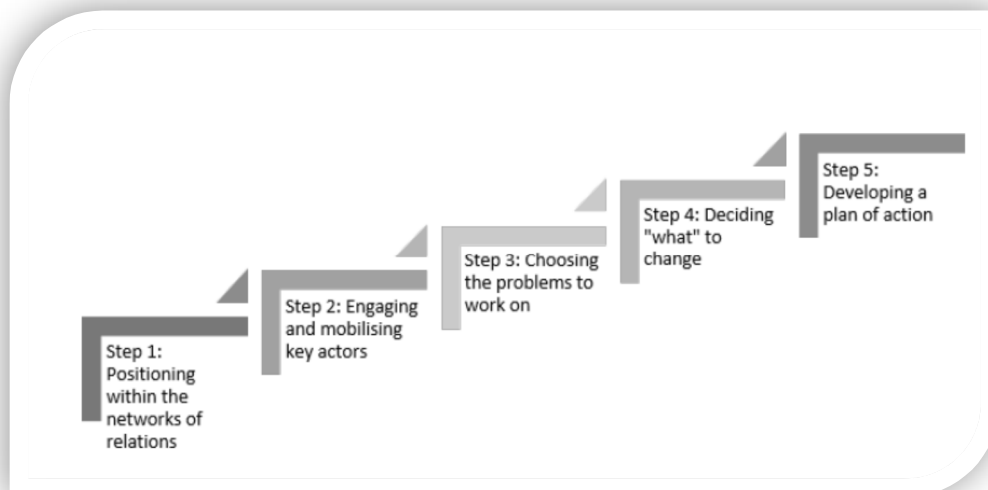 Step 1:
Positioning
within the
networks of
relations
Step 2: Engaging
and mobilising
key actors
Step 3: Choosing
the problems to
work on
Step 4: Deciding
"what" to
change
Step 5:
Developing a
plan of action